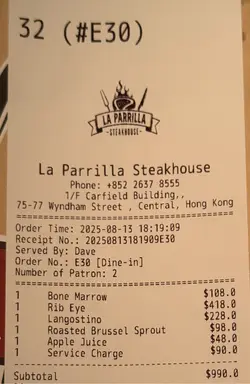 32 (#E30)
LA PARRILLA
STEAKHOUSE
La Parrilla Steakhouse
Phone: +852 2637 8555
1/F Carfield Building,,
75-77 Wyndham Street , Central, Hong Kong
Order Time: 2025-08-13 18:19:09
Receipt No.: 20250813181909E30
Served By: Dave
Order No.: E30 [Dine-in]
Number of Patron: 2
1 Bone Marrow $108.0
1 Rib Eye $418.0
1 Langostino $228.0
1 Roasted Brussel Sprout $98.0
1 Apple Juice $48.0
1 Service Charge $90.0
Subtotal $990.0